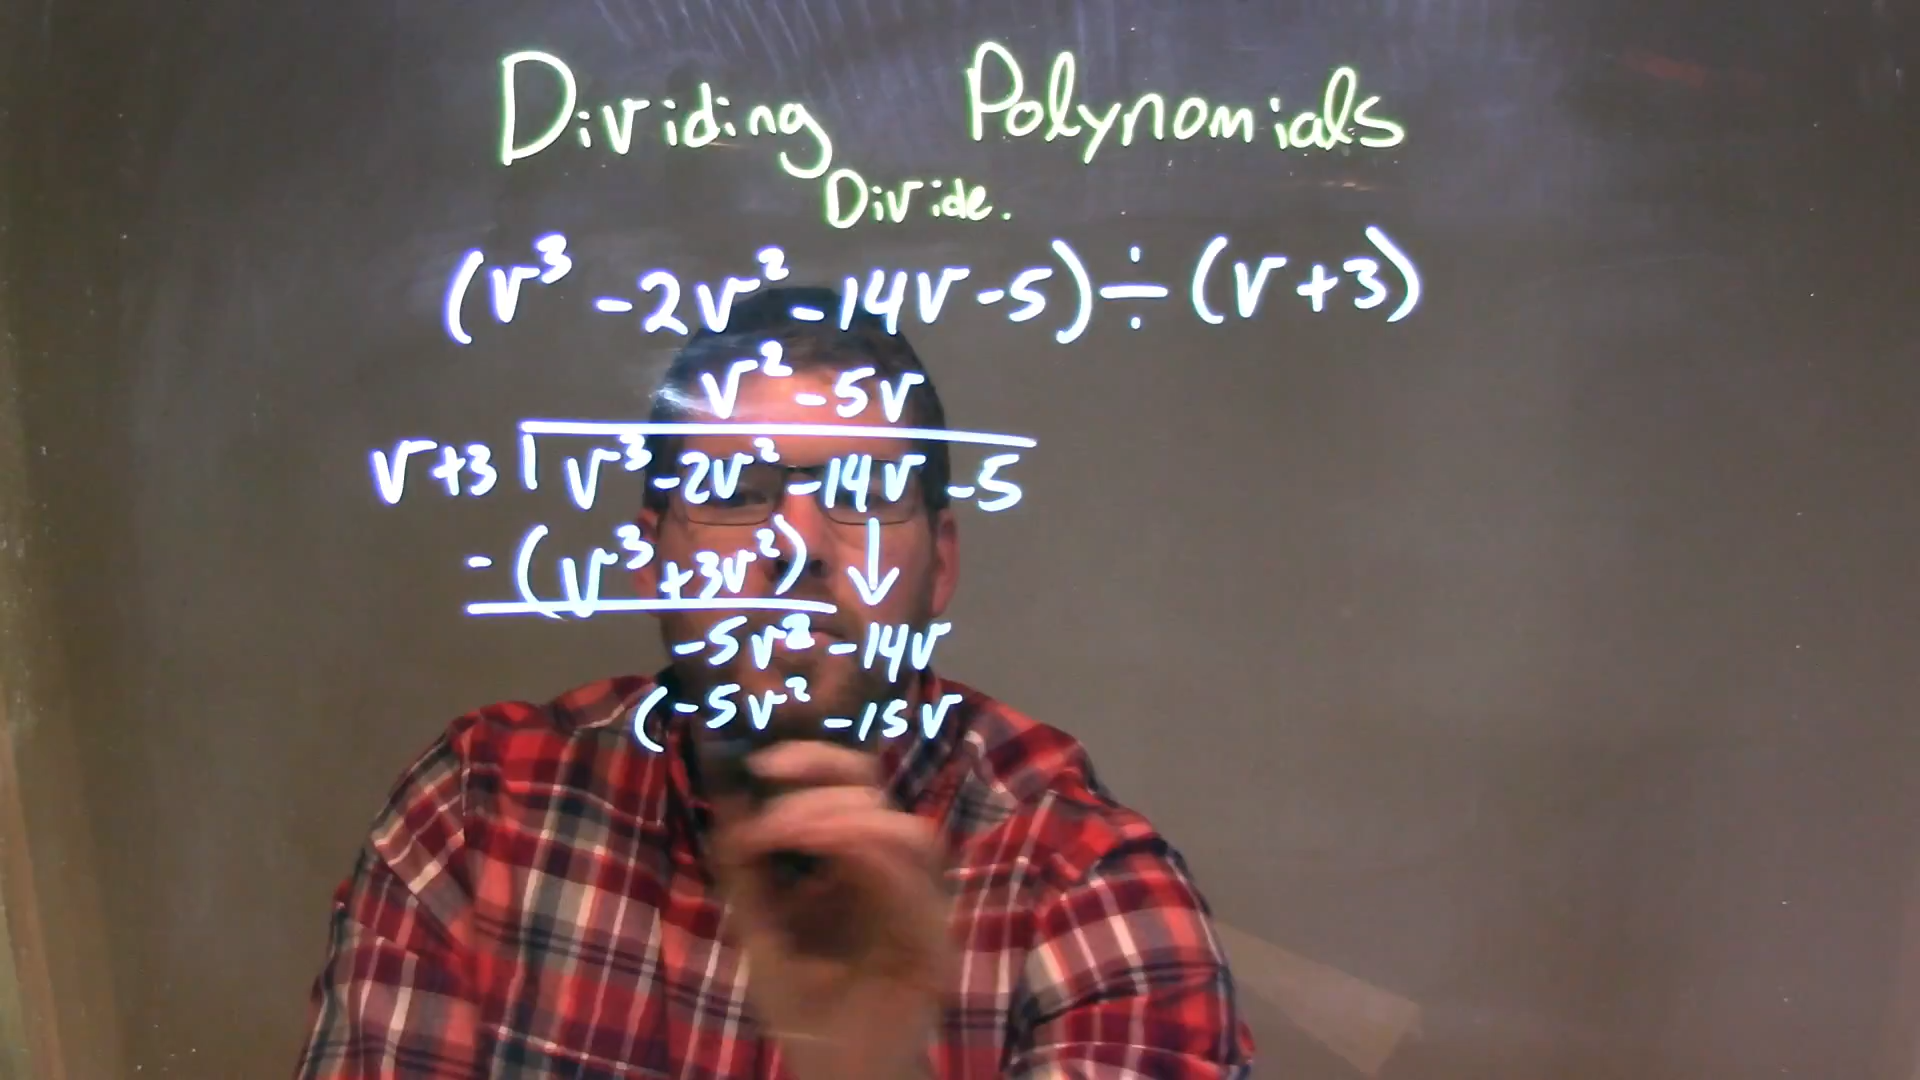 Dividing Polynomials
Divide.
(v³ -2v² -14v -5) ÷ (v +3)
v² -5v
v+3 v³ -2v² -14v -5
- (v³ +3v²) ↓
-5v² -14v
(-5v² -15v